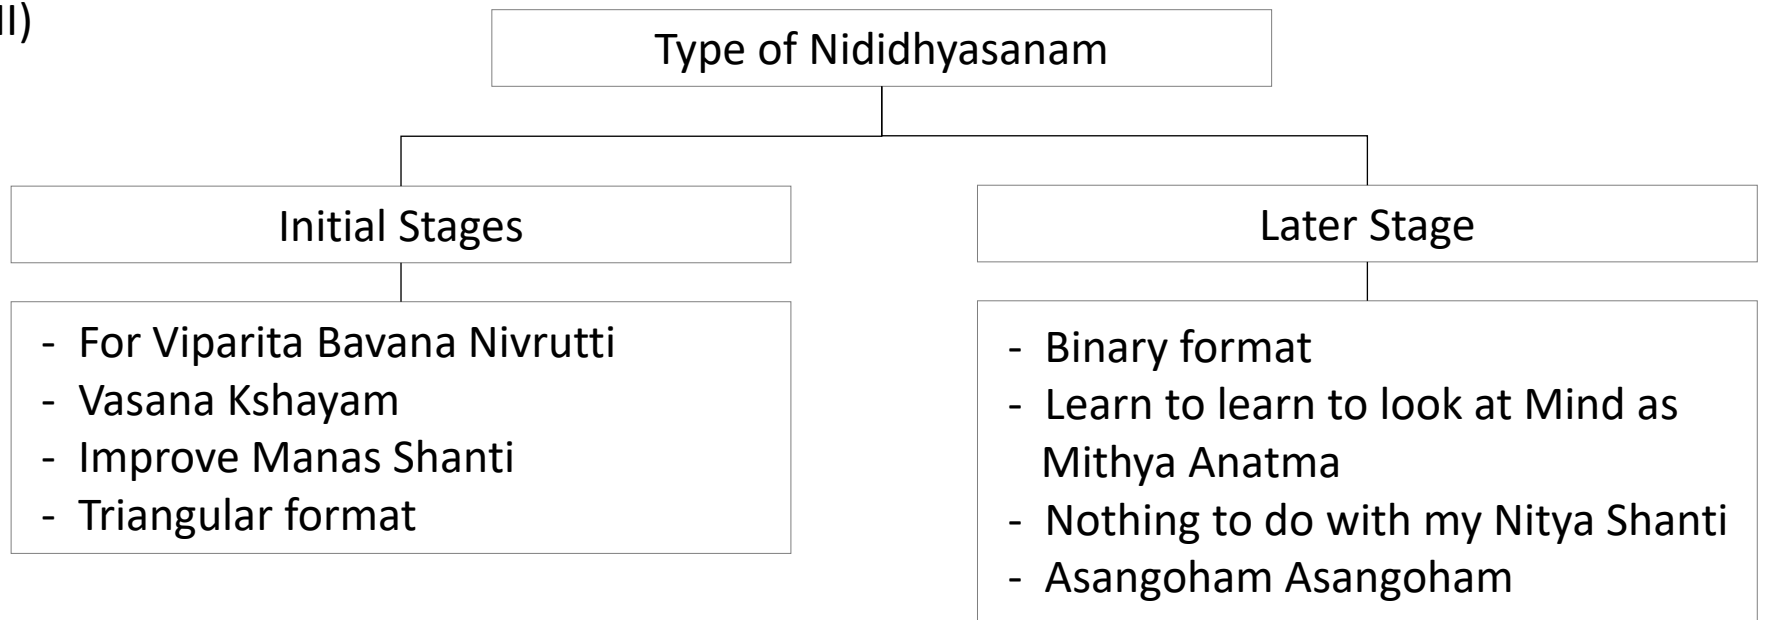 II)
Type of Nididhyasanam
Initial Stages
- For Viparita Bavana Nivrutti
- Vasana Kshayam
- Improve Manas Shanti
- Triangular format
Later Stage
- Binary format
- Learn to learn to look at Mind as
Mithya Anatma
- Nothing to do with my Nitya Shanti
- Asangoham Asangoham